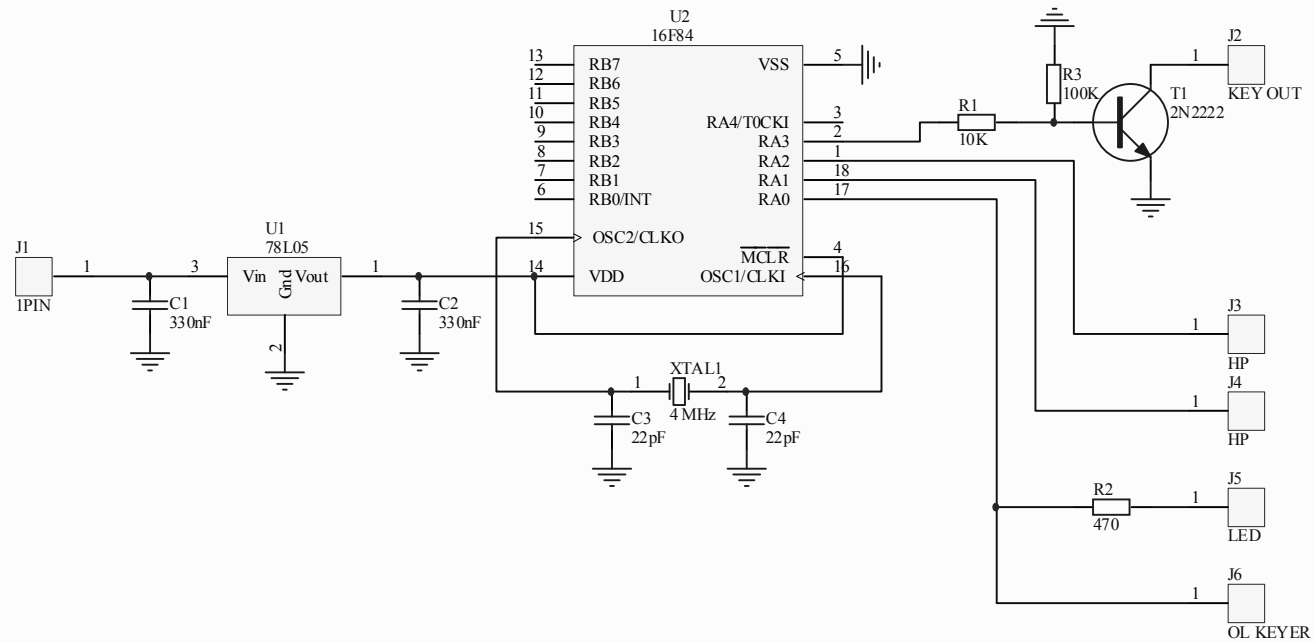 U2
16F84
13
RB7
12
RB6
11
RB5
10
RB4
9
RB3
8
RB2
7
RB1
6
RB0/INT
15
OSC2/CLKO
14
VDD
VSS
5
RA4/T0CKI
3
RA3
2
RA2
1
RA1
18
RA0
17
MCLR
4
OSC1/CLKI
16
R3
100K
R1
10K
T1
2N2222
J2
1
KEY OUT
J1
1
1PIN
C1
330nF
U1
78L05
3
Vin
Gnd
Vout
1
2
C2
330nF
XTAL1
1
2
4 MHz
C3
22pF
C4
22pF
J3
1
HP
J4
1
HP
R2
470
J5
1
LED
J6
1
OL KEYER